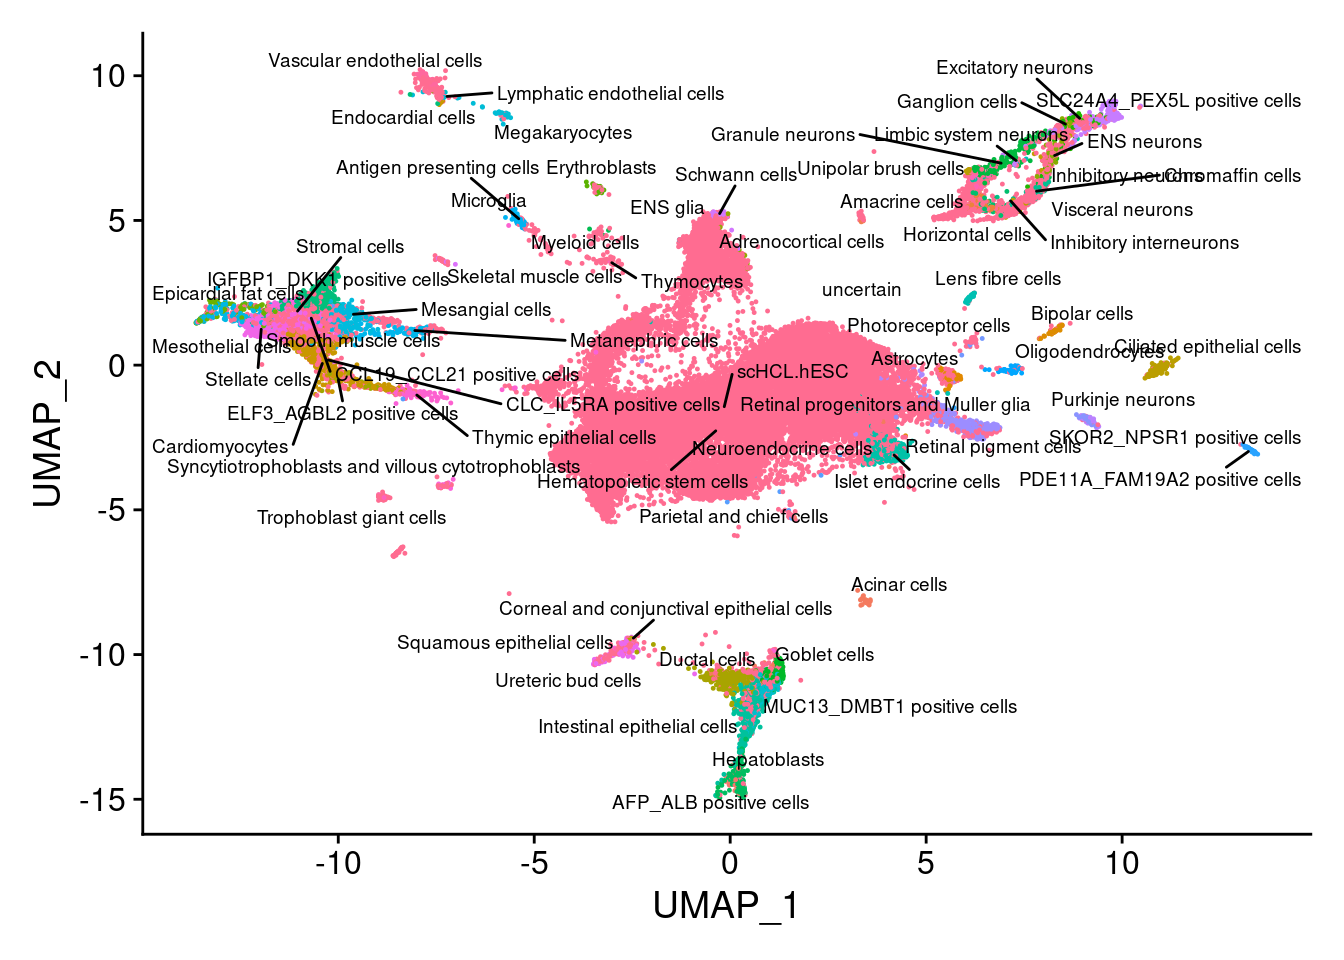 Vascular endothelial cells
10
Excitatory neurons
Lymphatic endothelial cells
Ganglion cells
SLC24A4_PEX5L positive cells
Endocardial cells
Megakaryocytes
Granule neurons
Limbic system neurons
ENS neurons
Antigen presenting cells
Erythroblasts
Schwann cells
Unipolar brush cells
Inhibitory neurons
Chromaffin cells
Microglia
ENS glia
Amacrine cells
Visceral neurons
5
Stromal cells
Myeloid cells
Adrenocortical cells
Horizontal cells
Inhibitory interneurons
IGFBP1_DKK1 positive cells
Skeletal muscle cells
Thymocytes
Lens fibre cells
Epicardial fat cells
uncertain
Mesangial cells
Photoreceptor cells
Bipolar cells
Mesothelial cells
Smooth muscle cells
Metanephric cells
Astrocytes
Oligodendrocytes
Ciliated epithelial cells
0
Stellate cells
CCL19_CCL21 positive cells
scHCL.hESC
ELF3_AGBL2 positive cells
CLC_IL5RA positive cells
Retinal progenitors and Muller glia
Purkinje neurons
Cardiomyocytes
Thymic epithelial cells
Neuroendocrine cells
Retinal pigment cells
SKOR2_NPSR1 positive cells
Syncytiotrophoblasts and villous cytotrophoblasts
Hematopoietic stem cells
Islet endocrine cells
PDE11A_FAM19A2 positive cells
-5
Trophoblast giant cells
Parietal and chief cells
Acinar cells
Corneal and conjunctival epithelial cells
Squamous epithelial cells
-10
Ductal cells
Goblet cells
Ureteric bud cells
MUC13_DMBT1 positive cells
Intestinal epithelial cells
Hepatoblasts
-15
AFP_ALB positive cells
-10
-5
0
5
10
UMAP_1
UMAP_2